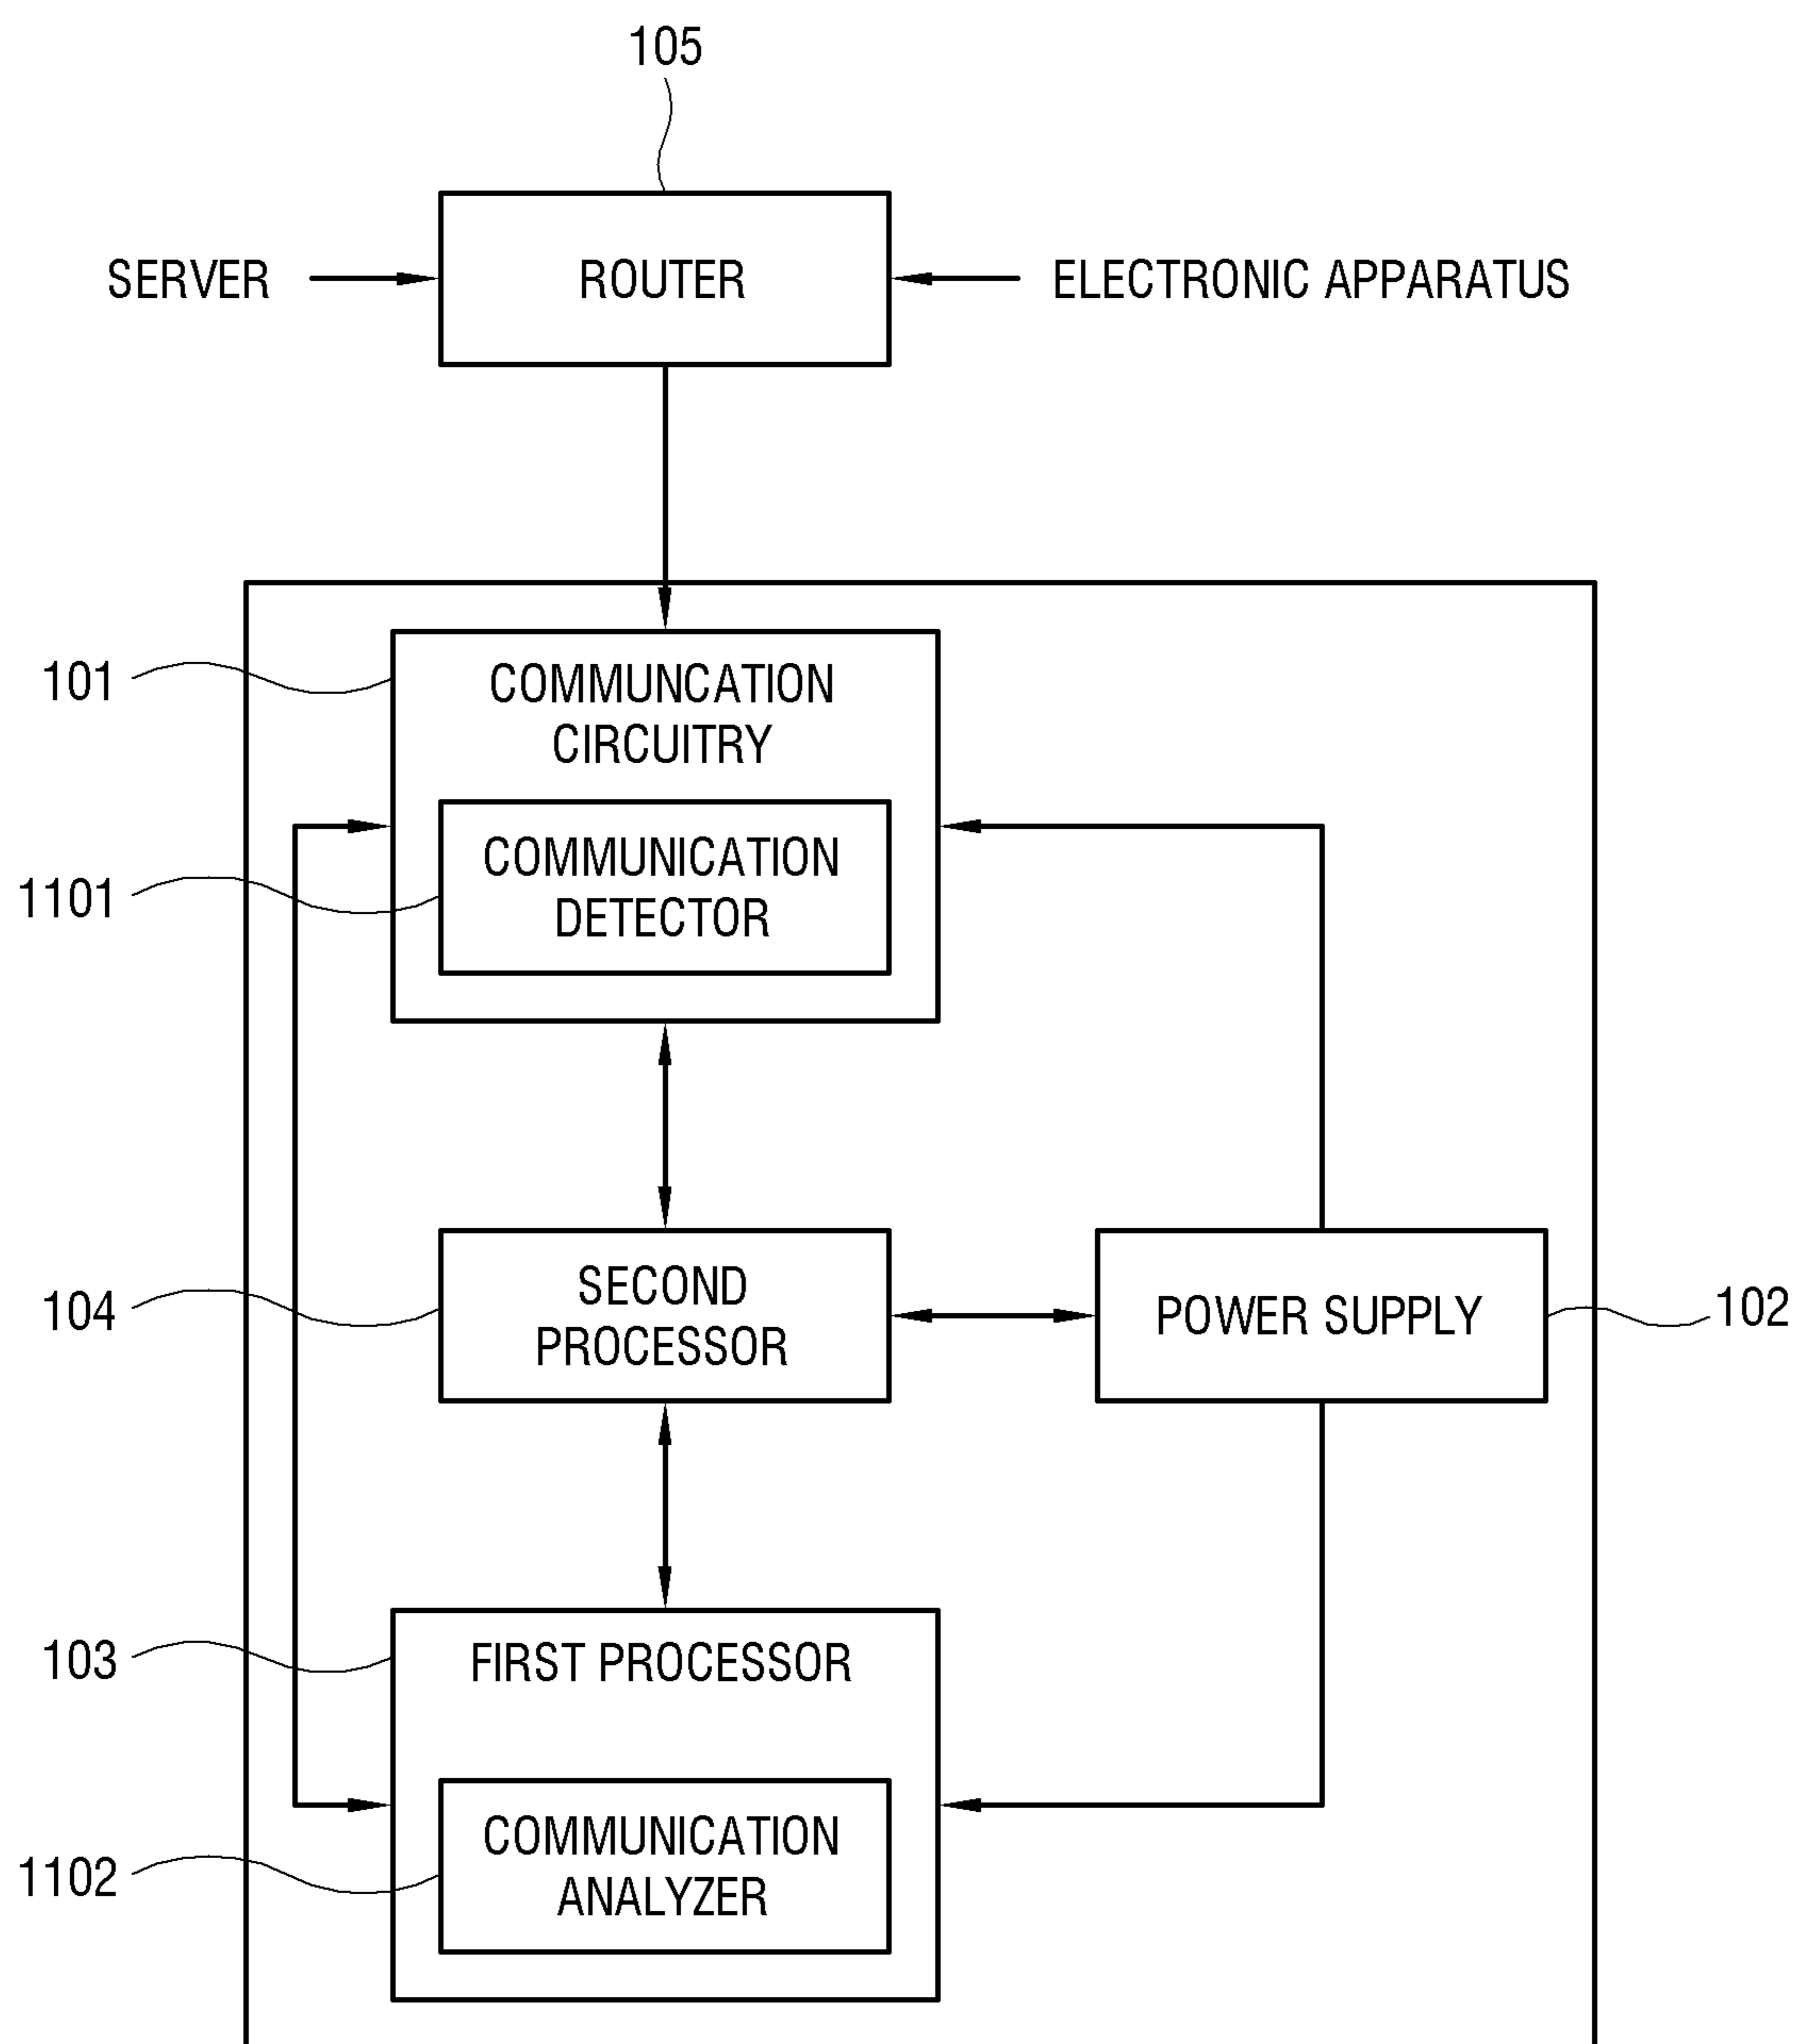 105
SERVER
ROUTER
ELECTRONIC APPARATUS
101
COMMUNCATION
CIRCUITRY
1101
COMMUNICATION
DETECTOR
104
SECOND
PROCESSOR
POWER SUPPLY
102
103
FIRST PROCESSOR
1102
COMMUNICATION
ANALYZER